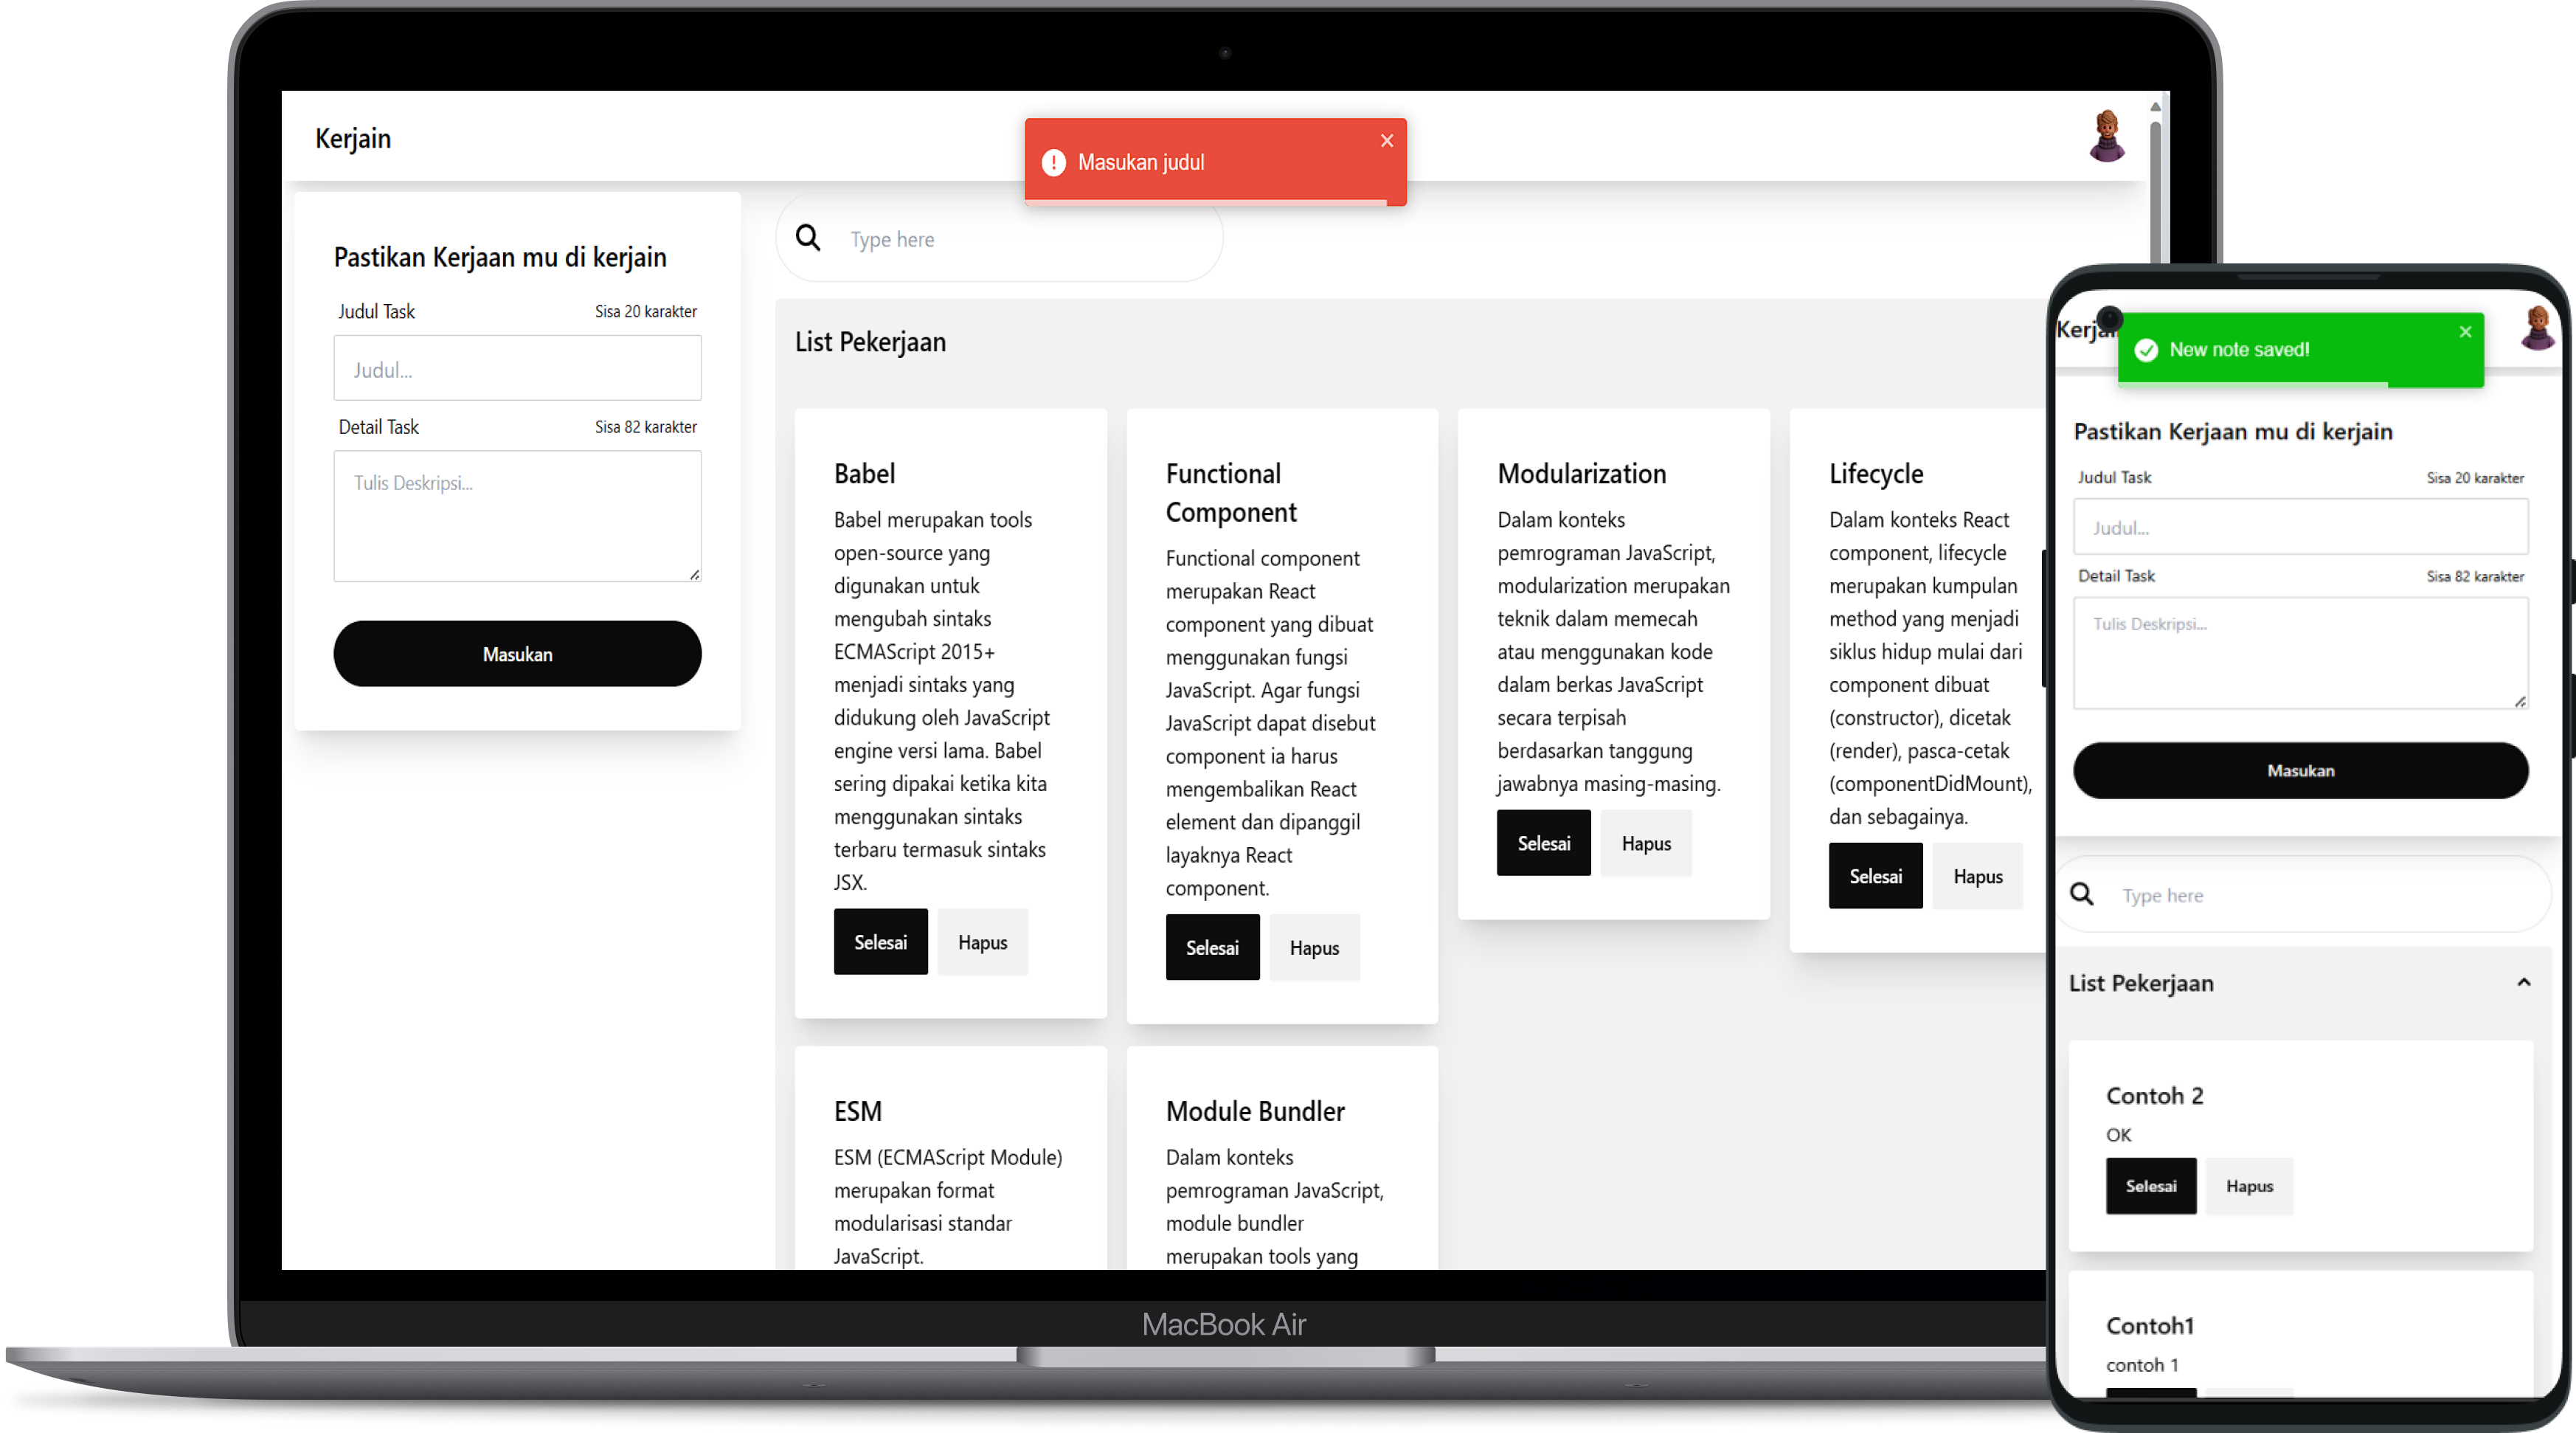 Kerjain
Masukan judul
Pastikan Kerjaan mu di kerjain
Judul Task
Sisa 20 karakter
Judul...
Detail Task
Sisa 82 karakter
Tulis Deskripsi...
Masukan
Type here
List Pekerjaan
Babel
Babel merupakan tools
open-source yang
digunakan untuk
mengubah sintaks
ECMAScript 2015+
menjadi sintaks yang
didukung oleh JavaScript
engine versi lama. Babel
sering dipakai ketika kita
menggunakan sintaks
terbaru termasuk sintaks
JSX.
Selesai
Hapus
Functional
Component
Functional component
merupakan React
component yang dibuat
menggunakan fungsi
JavaScript. Agar fungsi
JavaScript dapat disebut
component ia harus
mengembalikan React
element dan dipanggil
layaknya React
component.
Selesai
Hapus
Modularization
Dalam konteks
pemrograman JavaScript,
modularization merupakan
teknik dalam memecah
atau menggunakan kode
dalam berkas JavaScript
secara terpisah
berdasarkan tanggung
jawabnya masing-masing.
Selesai
Hapus
Lifecycle
Dalam konteks React
component, lifecycle
merupakan kumpulan
method yang menjadi
siklus hidup mulai dari
component dibuat
(constructor), dicetak
(render), pasca-cetak
(componentDidMount),
dan sebagainya.
Selesai
Hapus
ESM
ESM (ECMAScript Module)
merupakan format
modularisasi standar
JavaScript.
Module Bundler
Dalam konteks
pemrograman JavaScript,
module bundler
merupakan tools yang
MacBook Air
Kerjai
New note saved!
Pastikan Kerjaan mu di kerjain
Judul Task
Sisa 20 karakter
Judul...
Detail Task
Sisa 82 karakter
Tulis Deskripsi...
Masukan
Type here
List Pekerjaan
Contoh 2
OK
Selesai
Hapus
Contoh1
contoh 1